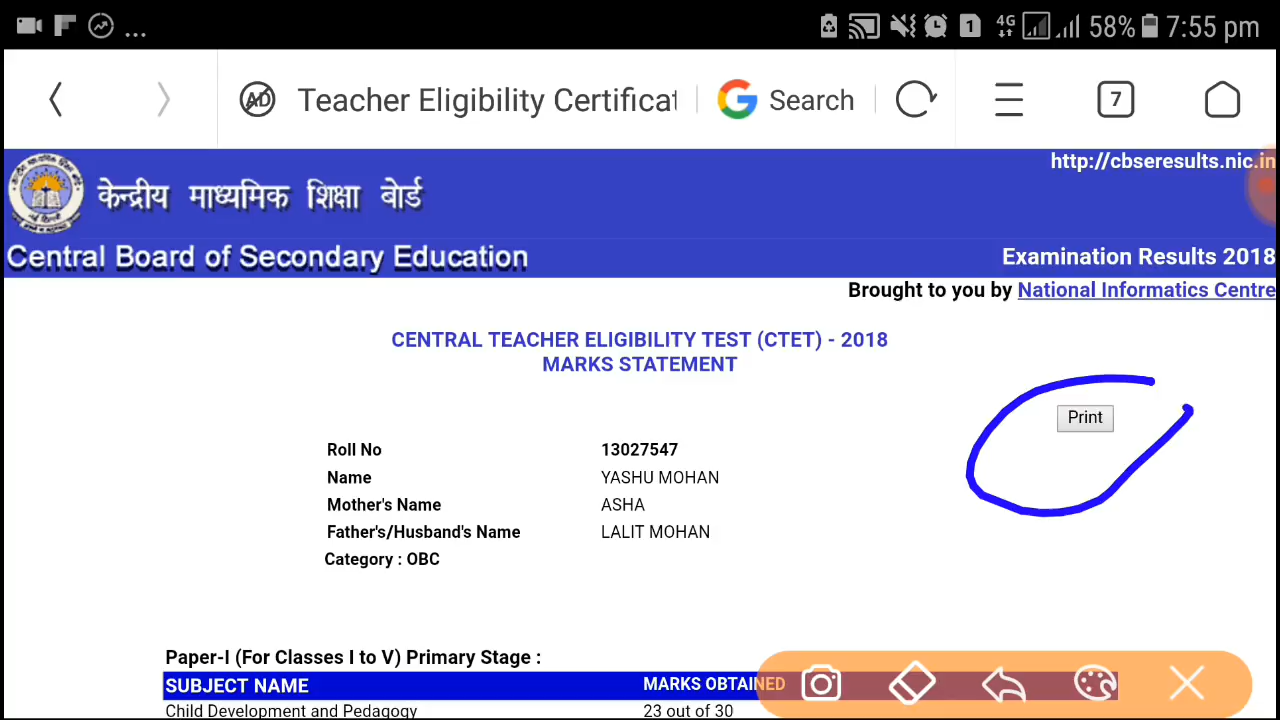 ... 4G 1 58% 7:55 pm
AD Teacher Eligibility Certificat G Search 7
http://cbseresults.nic.in
केन्द्रीय माध्यमिक शिक्षा बोर्ड
Central Board of Secondary Education
Examination Results 2018
Brought to you by National Informatics Centre
CENTRAL TEACHER ELIGIBILITY TEST (CTET) - 2018
MARKS STATEMENT
Print
Roll No 13027547
Name YASHU MOHAN
Mother's Name ASHA
Father's/Husband's Name LALIT MOHAN
Category : OBC
Paper-I (For Classes I to V) Primary Stage :
SUBJECT NAME MARKS OBTAINED
Child Development and Pedagogy 23 out of 30